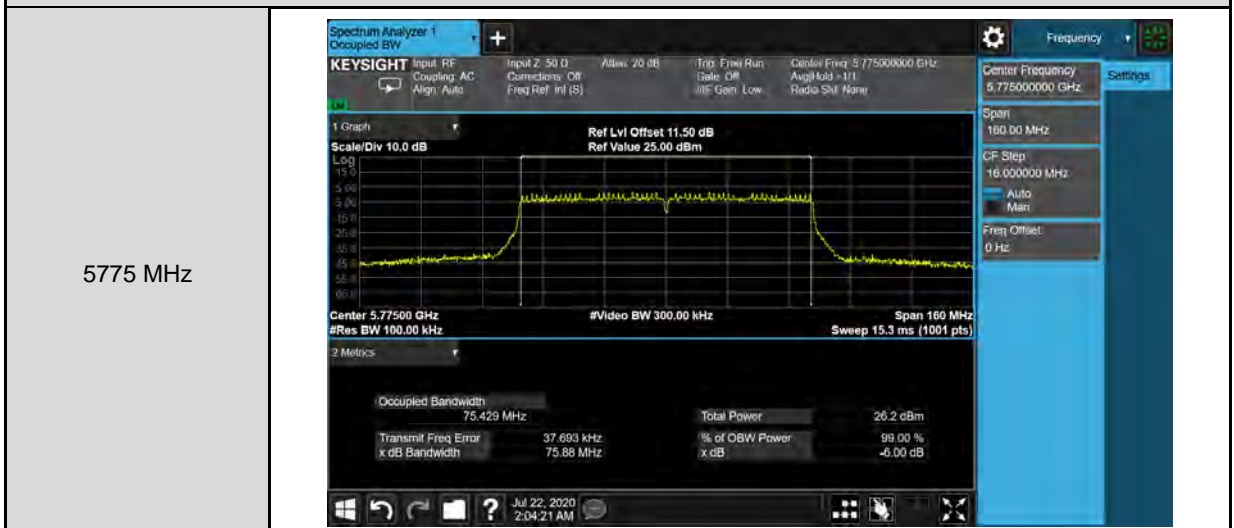 5775 MHz
Spectrum Analyzer 1
Occupied BW
+
Frequency
KEYSIGHT
Input: RF
Coupling: AC
Align: Auto
Input Z: 50 Ω
Corrections: Off
Freq Ref: Int (S)
Atten: 20 dB
Trig: Free Run
Gate: Off
#IF Gain: Low
Center Freq: 5.775000000 GHz
Avg|Hold: >1/1
Radio Std: None
Center Frequency
5.775000000 GHz
Settings
Span
160.00 MHz
CF Step
16.000000 MHz
Auto
Man
Freq Offset
0 Hz
1 Graph
Scale/Div 10.0 dB
Ref Lvl Offset 11.50 dB
Ref Value 25.00 dBm
Log
15.0
5.00
Center 5.77500 GHz
#Res BW 100.00 kHz
#Video BW 300.00 kHz
Span 160 MHz
Sweep 15.3 ms (1001 pts)
2 Metrics
Occupied Bandwidth
75.429 MHz
Total Power
26.2 dBm
Transmit Freq Error
37.693 kHz
% of OBW Power
99.00 %
x dB Bandwidth
75.88 MHz
x dB
-6.00 dB
?
Jul 22, 2020
2:04:21 AM